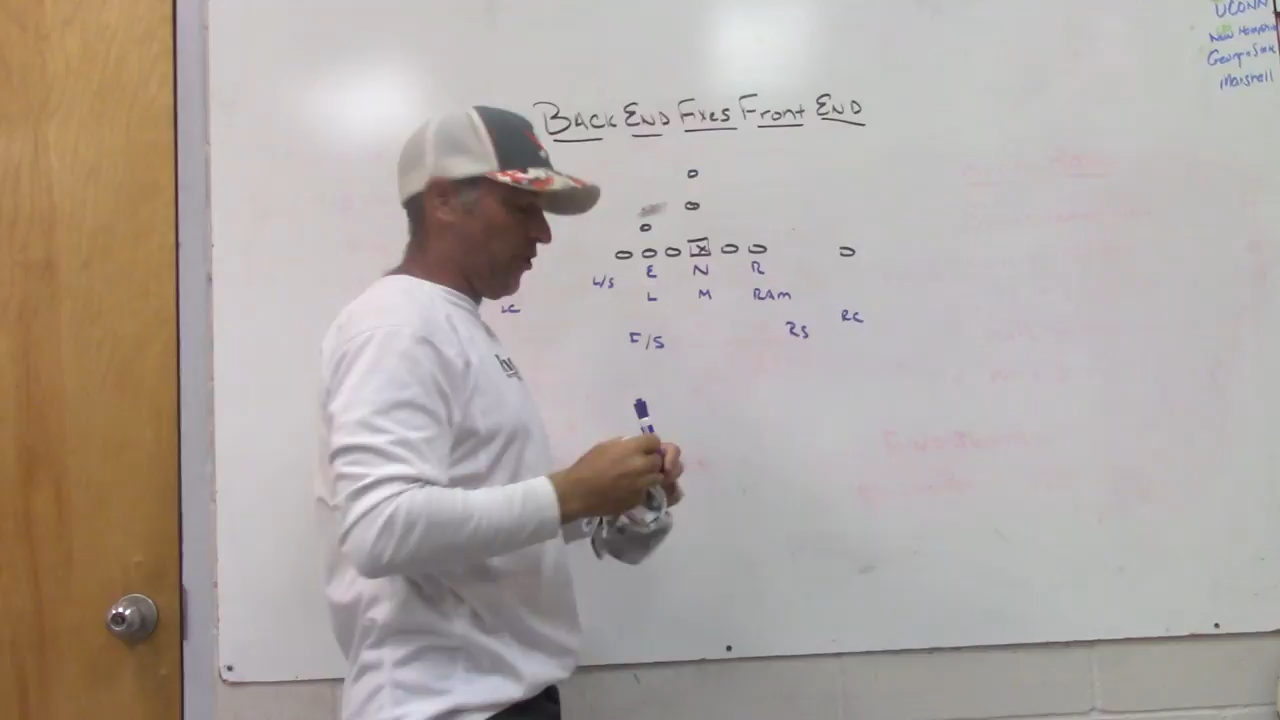 UCONN
New Hampshire
Georgia State
Marshall
BACK END Fixes Front END
X
E N R
L/S
L M RAM
LC
RC
RS
F/S